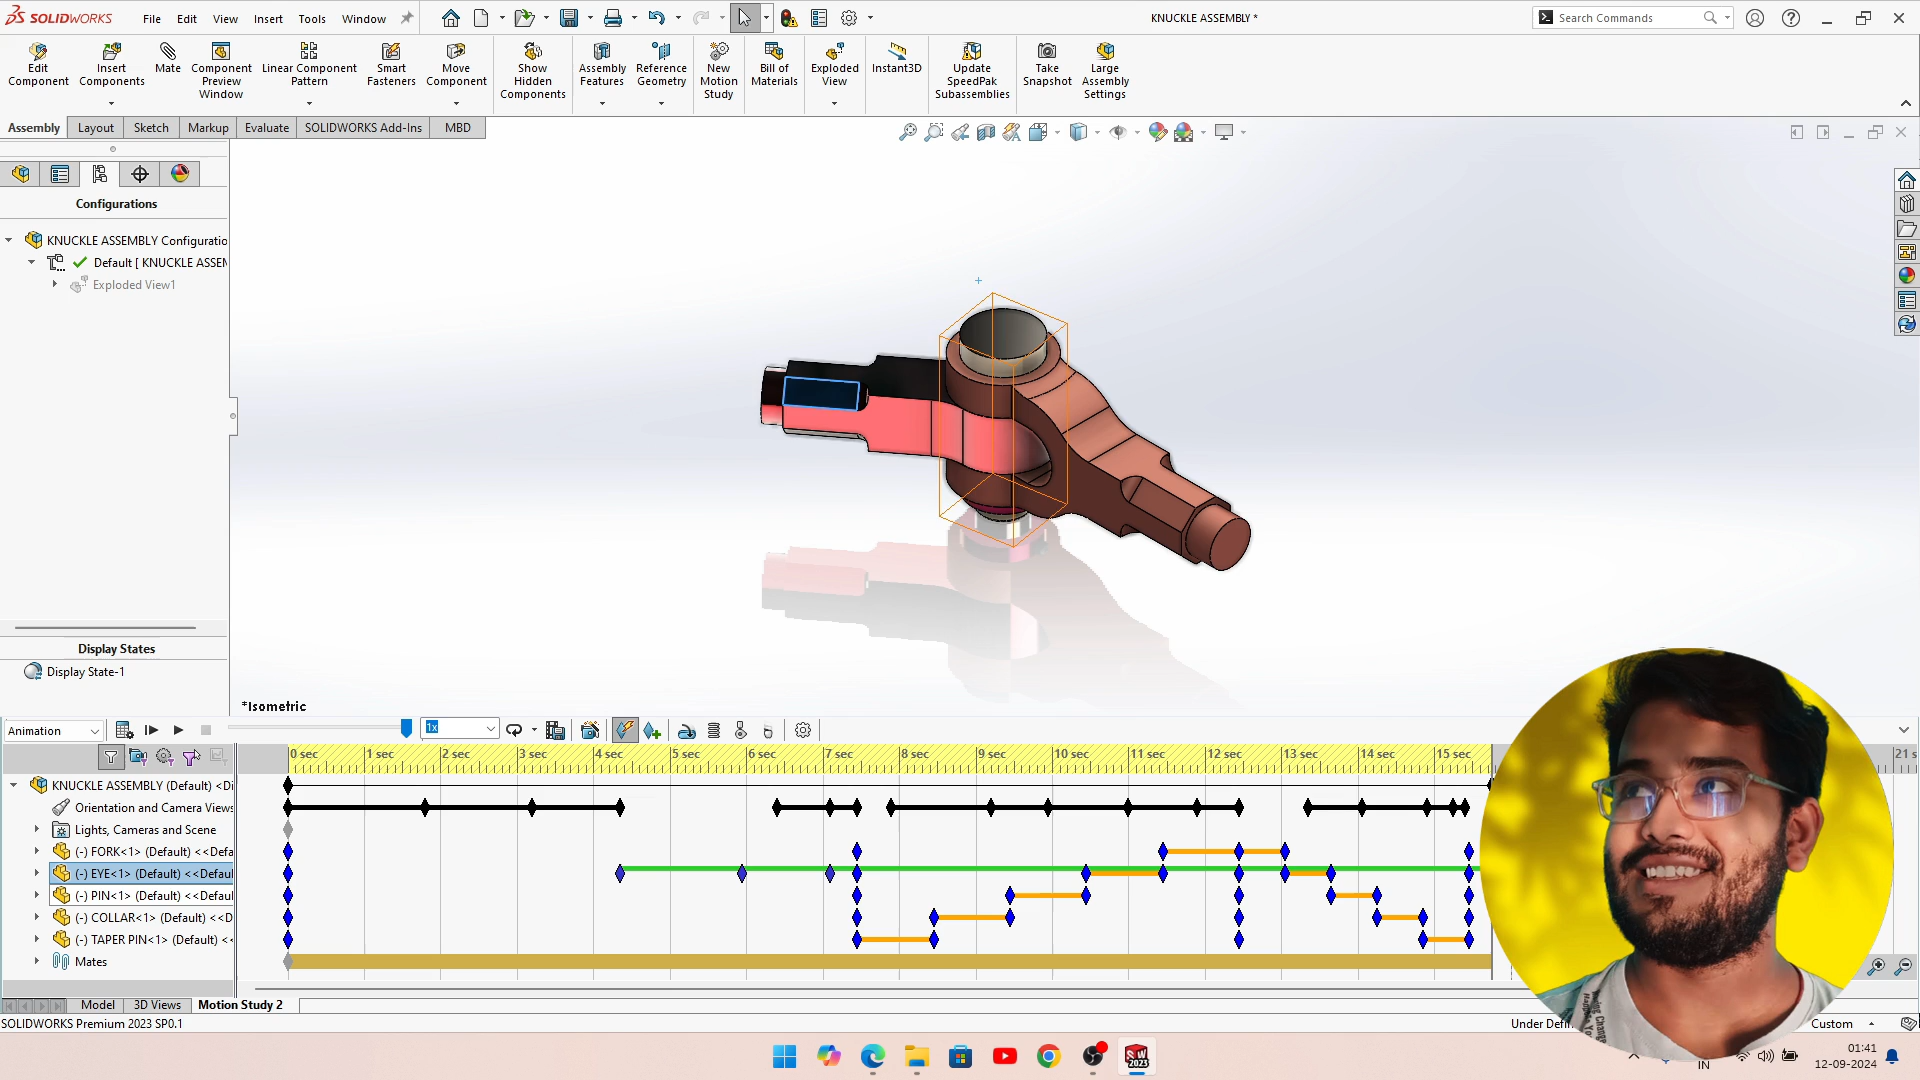 SOLIDWORKS
File
Edit
View
Insert
Tools
Window
KNUCKLE ASSEMBLY *
Search Commands
Edit
Component
Insert
Components
Mate
Component
Preview
Window
Linear Component
Pattern
Smart
Fasteners
Move
Component
Show
Hidden
Components
Assembly
Features
Reference
Geometry
New
Motion
Study
Bill of
Materials
Exploded
View
Instant3D
Update
SpeedPak
Subassemblies
Take
Snapshot
Large
Assembly
Settings
Assembly
Layout
Sketch
Markup
Evaluate
SOLIDWORKS Add-Ins
MBD
Configurations
KNUCKLE ASSEMBLY Configuratio
Default [ KNUCKLE ASSEM
Exploded View1
Display States
Display State-1
*Isometric
Animation
1x
0 sec
1 sec
2 sec
3 sec
4 sec
5 sec
6 sec
7 sec
8 sec
9 sec
10 sec
11 sec
12 sec
13 sec
14 sec
15 sec
21 s
KNUCKLE ASSEMBLY (Default) <Di
Orientation and Camera Views
Lights, Cameras and Scene
(-) FORK<1> (Default) <<Defa
(-) EYE<1> (Default) <<Defaul
(-) PIN<1> (Default) <<Defaul
(-) COLLAR<1> (Default) <<D
(-) TAPER PIN<1> (Default) <<
Mates
Model
3D Views
Motion Study 2
SOLIDWORKS Premium 2023 SP0.1
Under Defi
Custom
IN
01:41
12-09-2024